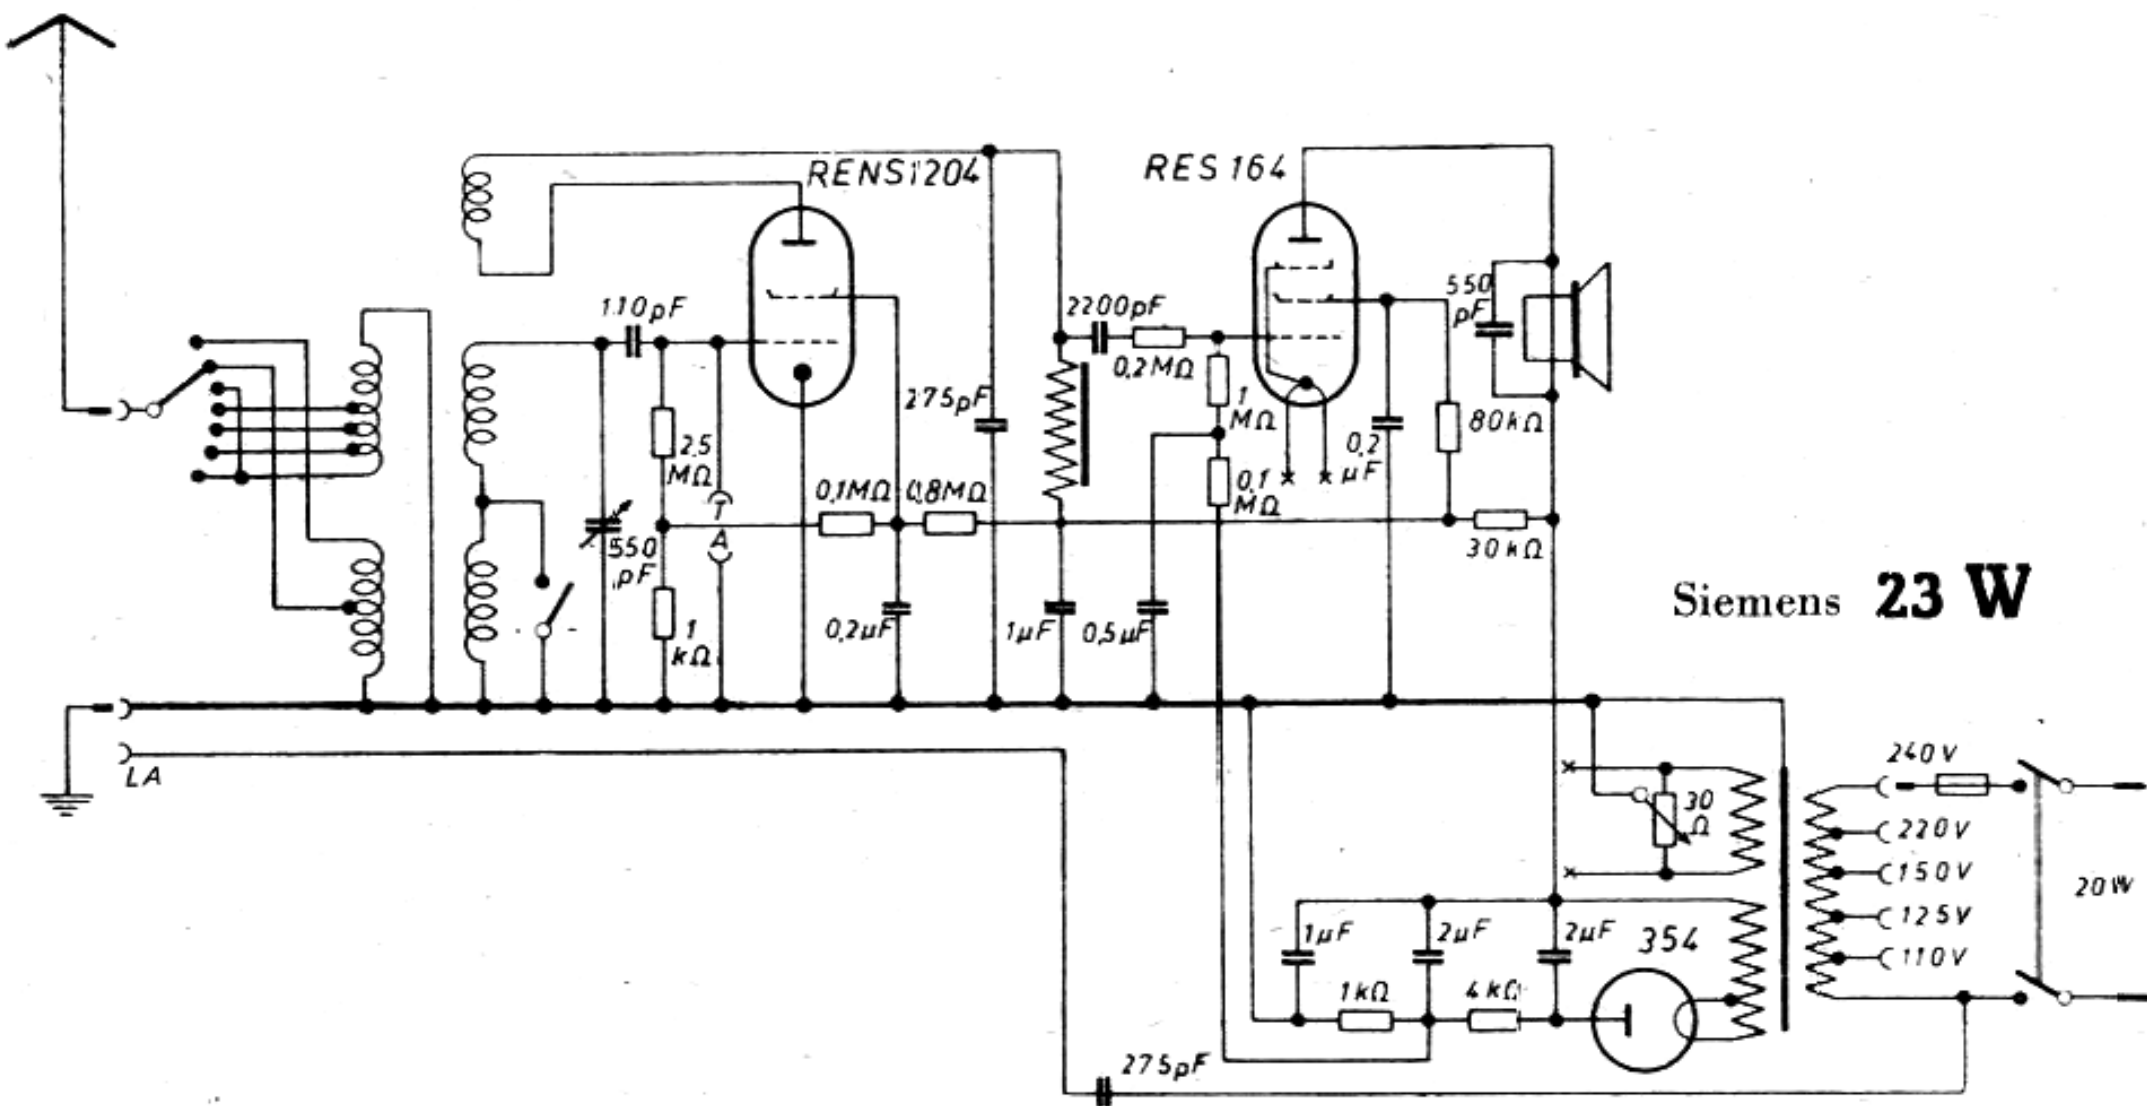 RENS1204
RES 164
110pF
2200pF
0,2MΩ
550
pF
275pF
1
MΩ
80kΩ
2,5
MΩ
0,2
µF
0,1
MΩ
0,1MΩ
0,8MΩ
T
A
30kΩ
550
pF
1
kΩ
0,2µF
1µF
0,5µF
Siemens 23 W
LA
240V
30
Ω
220V
150V
20W
125V
110V
1µF
2µF
2µF
354
1kΩ
4kΩ
275pF